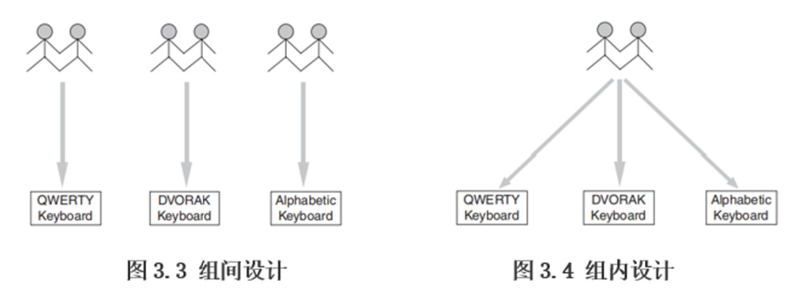 QWERTY
Keyboard
DVORAK
Keyboard
Alphabetic
Keyboard
图 3.3 组间设计
QWERTY
Keyboard
DVORAK
Keyboard
Alphabetic
Keyboard
图 3.4 组内设计